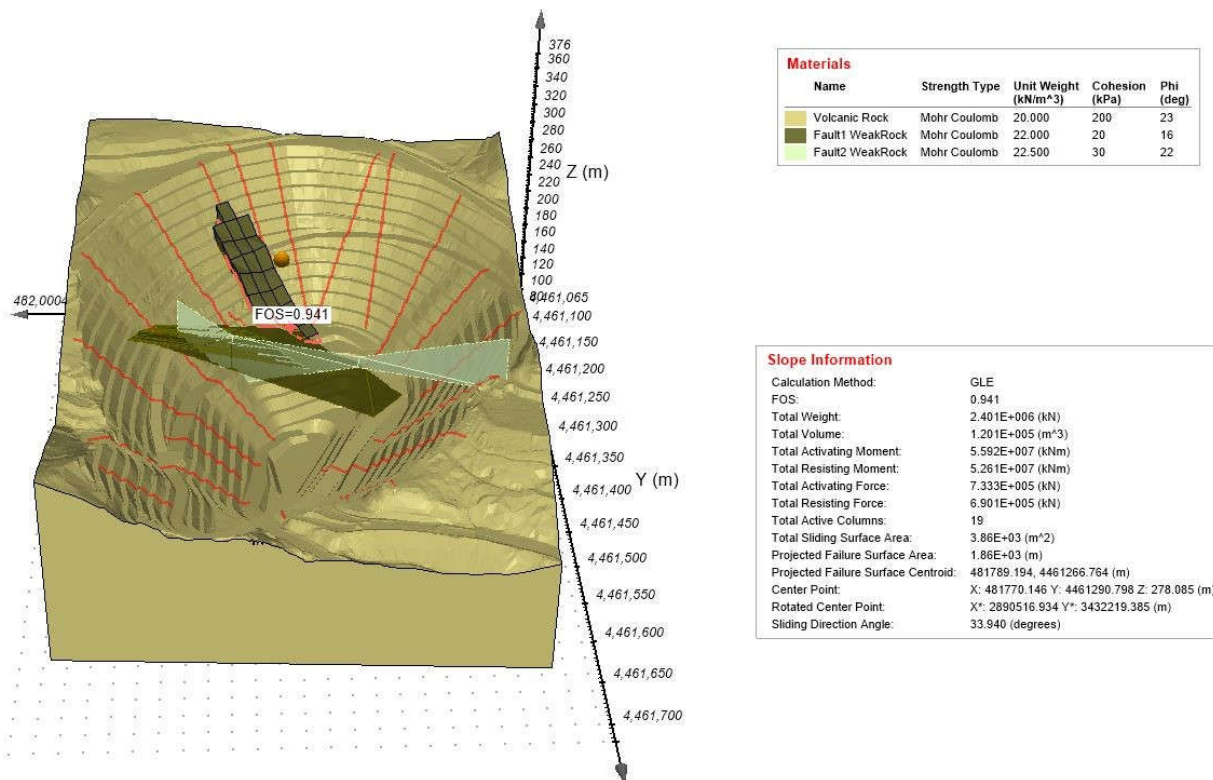 376
360
340
320
300
280
260
240
220
200
180
160
140
120
100
80
Z (m)
482,0004
4,461,065
4,461,100
4,461,150
4,461,200
4,461,250
4,461,300
4,461,350
4,461,400
4,461,450
4,461,500
4,461,550
4,461,600
4,461,650
4,461,700
Y (m)
FOS=0.941
Materials
Name Strength Type Unit Weight (kN/m^3) Cohesion (kPa) Phi (deg)
Volcanic Rock Mohr Coulomb 20.000 200 23
Fault1 WeakRock Mohr Coulomb 22.000 20 16
Fault2 WeakRock Mohr Coulomb 22.500 30 22
Slope Information
Calculation Method: GLE
FOS: 0.941
Total Weight: 2.401E+006 (kN)
Total Volume: 1.201E+005 (m^3)
Total Activating Moment: 5.592E+007 (kNm)
Total Resisting Moment: 5.261E+007 (kNm)
Total Activating Force: 7.333E+005 (kN)
Total Resisting Force: 6.901E+005 (kN)
Total Active Columns: 19
Total Sliding Surface Area: 3.86E+03 (m^2)
Projected Failure Surface Area: 1.86E+03 (m)
Projected Failure Surface Centroid: 481789.194, 4461266.764 (m)
Center Point: X: 481770.146 Y: 4461290.798 Z: 278.085 (m)
Rotated Center Point: X*: 2890516.934 Y*: 3432219.385 (m)
Sliding Direction Angle: 33.940 (degrees)